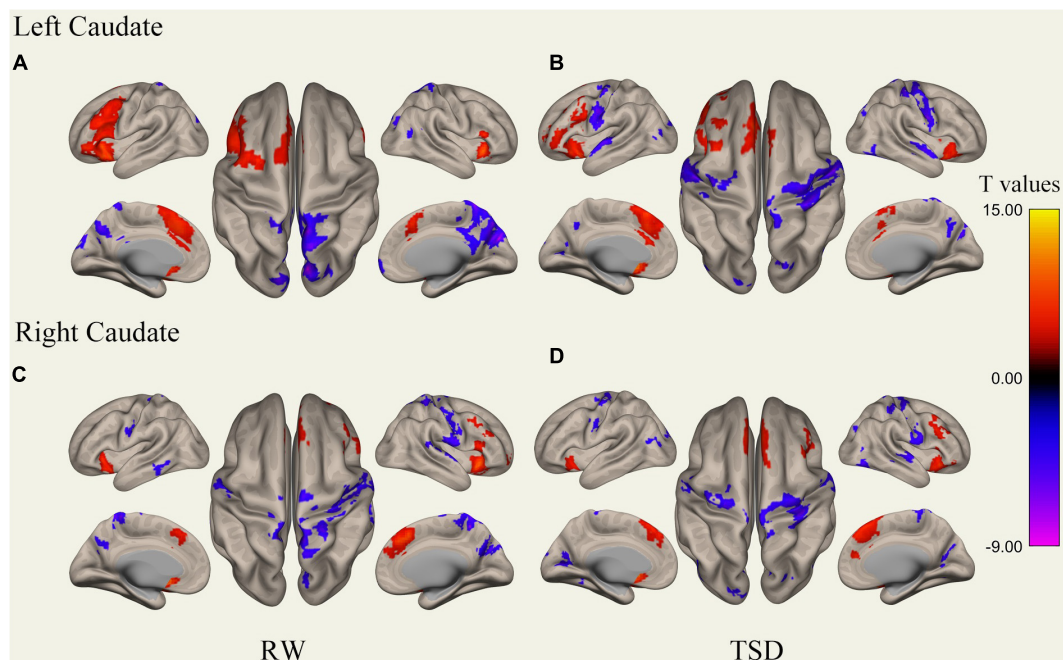 Left Caudate
A
B
T values
15.00
Right Caudate
0.00
C
D
-9.00
RW
TSD